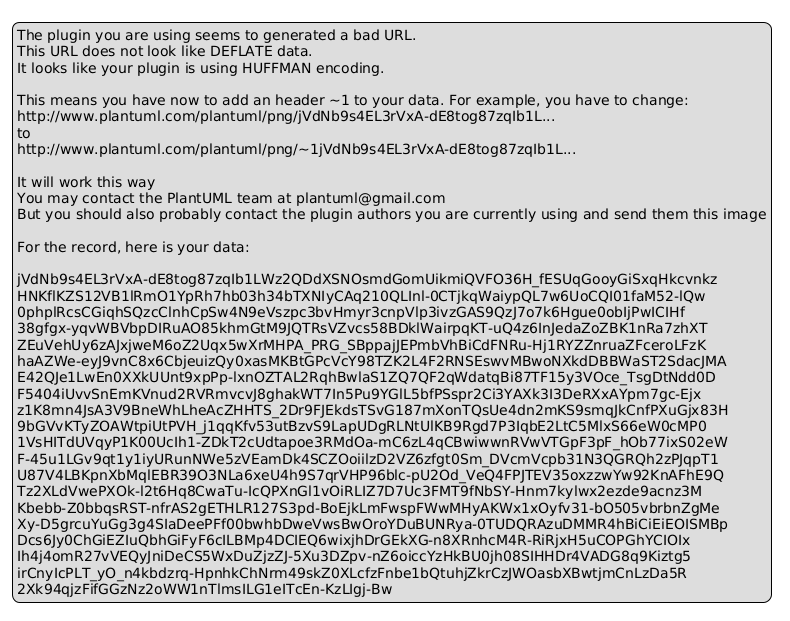 The plugin you are using seems to generated a bad URL.
This URL does not look like DEFLATE data.
It looks like your plugin is using HUFFMAN encoding.
This means you have now to add an header ~1 to your data. For example, you have to change:
http://www.plantuml.com/plantuml/png/jVdNb9s4EL3rVxA-dE8tog87zqIb1L...
to
http://www.plantuml.com/plantuml/png/~1jVdNb9s4EL3rVxA-dE8tog87zqIb1L...
It will work this way
You may contact the PlantUML team at plantuml@gmail.com
But you should also probably contact the plugin authors you are currently using and send them this image
For the record, here is your data:
jVdNb9s4EL3rVxA-dE8tog87zqIb1LWz2QDdXSNOsmdGomUikmiQVFO36H_fESUqGooyGiSxqHkcvnkz
HNKfIKZS12VB1lRmO1YpRh7hb03h34bTXNIyCAq210QLInl-0CTjkqWaiypQL7w6UoCQI01faM52-lQw
0phpIRcsCGiqhSQzcCInhCpSw4N9eVszpc3bvHmyr3cnpVlp3ivzGAS9QzJ7o7k6Hgue0obIjPwICIHf
38gfgx-yqvWBVbpDIRuAO85khmGtM9JQTRsVZvcs58BDklWairpqKT-uQ4z6InJedaZoZBK1nRa7zhXT
ZEuVehUy6zAJxjweM6oZ2Uqx5wXrMHPA_PRG_SBppajJEPmbVhBiCdFNRu-Hj1RYZZnruaZFceroLFzK
haAZWe-eyJ9vnC8x6CbjeuizQy0xasMKBtGPcVcY98TZK2L4F2RNSEswvMBwoNXkdDBBWaST2SdacJMA
E42QJe1LwEn0XXkUUnt9xpPp-lxnOZTAL2RqhBwlaS1ZQ7QF2qWdatqBi87TF15y3VOce_TsgDtNdd0D
F5404iUvvSnEmKVnud2RVRmvcvJ8ghakWT7In5Pu9YGlL5bfPSspr2Ci3YAXk3I3DeRXxAYpm7gc-Ejx
z1K8mn4JsA3V9BneWhLheAcZHHTS_2Dr9FJEkdsTSvG187mXonTQsUe4dn2mKS9smqJkCnfPXuGjx83H
9bGVvKTyZOAWtpiUtPVH_j1qqKfv53utBzvS9LapUDgRLNtUlKB9Rgd7P3IqbE2LtC5MIxS66eW0cMP0
1VsHITdUVqyP1K00UcIh1-ZDkT2cUdtapoe3RMdOa-mC6zL4qCBwiwwnRVwVTGpF3pF_hOb77ixS02eW
F-45u1LGv9qt1y1iyURunNWe5zVEamDk4SCZOoiilzD2VZ6zfgt0Sm_DVcmVcpb31N3QGRQh2zPJqpT1
U87V4LBKpnXbMqlEBR39O3NLa6xeU4h9S7qrVHP96blc-pU2Od_VeQ4FPJTEV35oxzzwYw92KnAFhE9Q
Tz2XLdVwePXOk-l2t6Hq8CwaTu-lcQPXnGl1vOiRLIZ7D7Uc3FMT9fNbSY-Hnm7kylwx2ezde9acnz3M
Kbebb-Z0bbqsRST-nfrAS2gETHLR127S3pd-BoEjkLmFwspFWwMHyAKWx1xOyfv31-bO505vbrbnZgMe
Xy-D5grcuYuGg3g4SIaDeePFf00bwhbDweVwsBwOroYDuBUNRya-0TUDQRAzuDMMR4hBiCiEiEOISMBp
Dcs6Jy0ChGiEZIuQbhGiFyF6cILBMp4DCIEQ6wixjhDrGEkXG-n8XRnhcM4R-RiRjxH5uCOPGhYCIOIx
Ih4j4omR27vVEQyJniDeCS5WxDuZjzZJ-5Xu3DZpv-nZ6oiccYzHkBU0jh08SIHHDr4VADG8q9Kiztg5
irCnyIcPLT_yO_n4kbdzrq-HpnhkChNrm49skZ0XLcfzFnbe1bQtuhjZkrCzJWOasbXBwtjmCnLzDa5R
2Xk94qjzFifGGzNz2oWW1nTlmsILG1eITcEn-KzLIgj-Bw